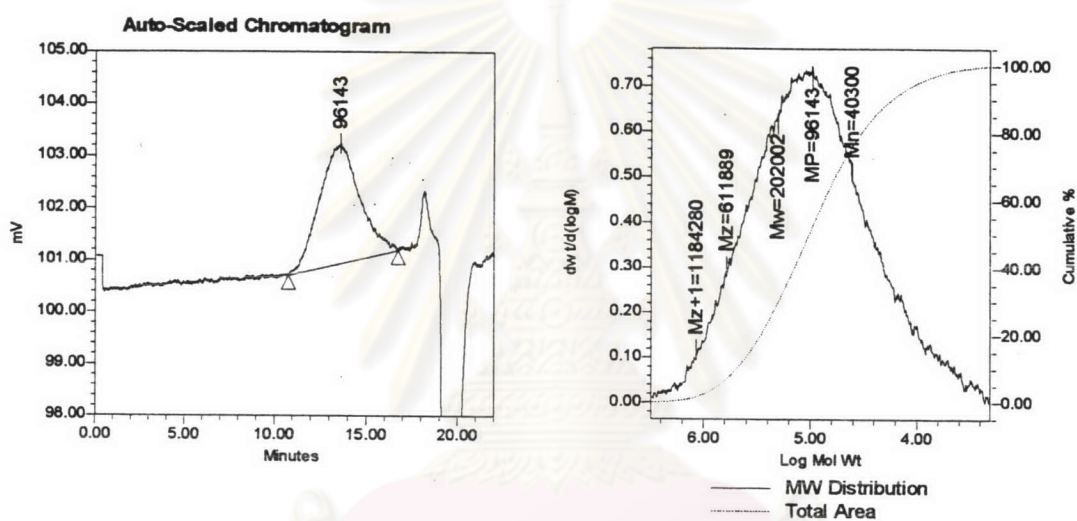 Auto-Scaled Chromatogram
105.00
104.00
103.00
102.00
101.00
100.00
99.00
98.00
mV
96143
0.00 5.00 10.00 15.00 20.00
Minutes
0.70
0.60
0.50
0.40
0.30
0.20
0.10
0.00
dwt/d(logM)
Mz+1=1184280
Mz=611889
Mw=202002
MP=96143
Mn=40300
100.00
80.00
60.00
40.00
20.00
0.00
Cumulative %
6.00 5.00 4.00
Log Mol Wt
MW Distribution
Total Area